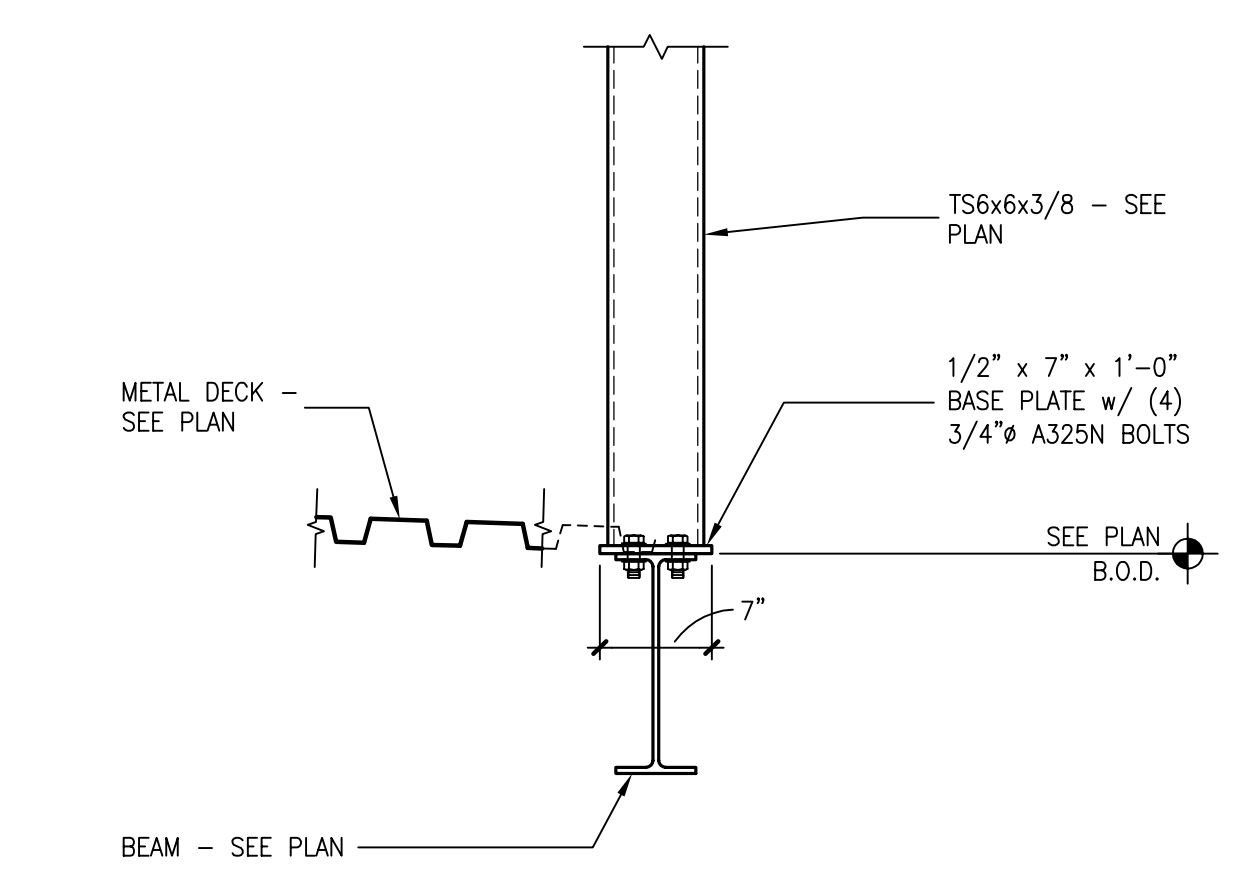 TS6x6x3/8 – SEE
PLAN
1/2" x 7" x 1'-0"
BASE PLATE w/ (4)
3/4"ø A325N BOLTS
METAL DECK –
SEE PLAN
SEE PLAN
B.O.D.
7"
BEAM – SEE PLAN